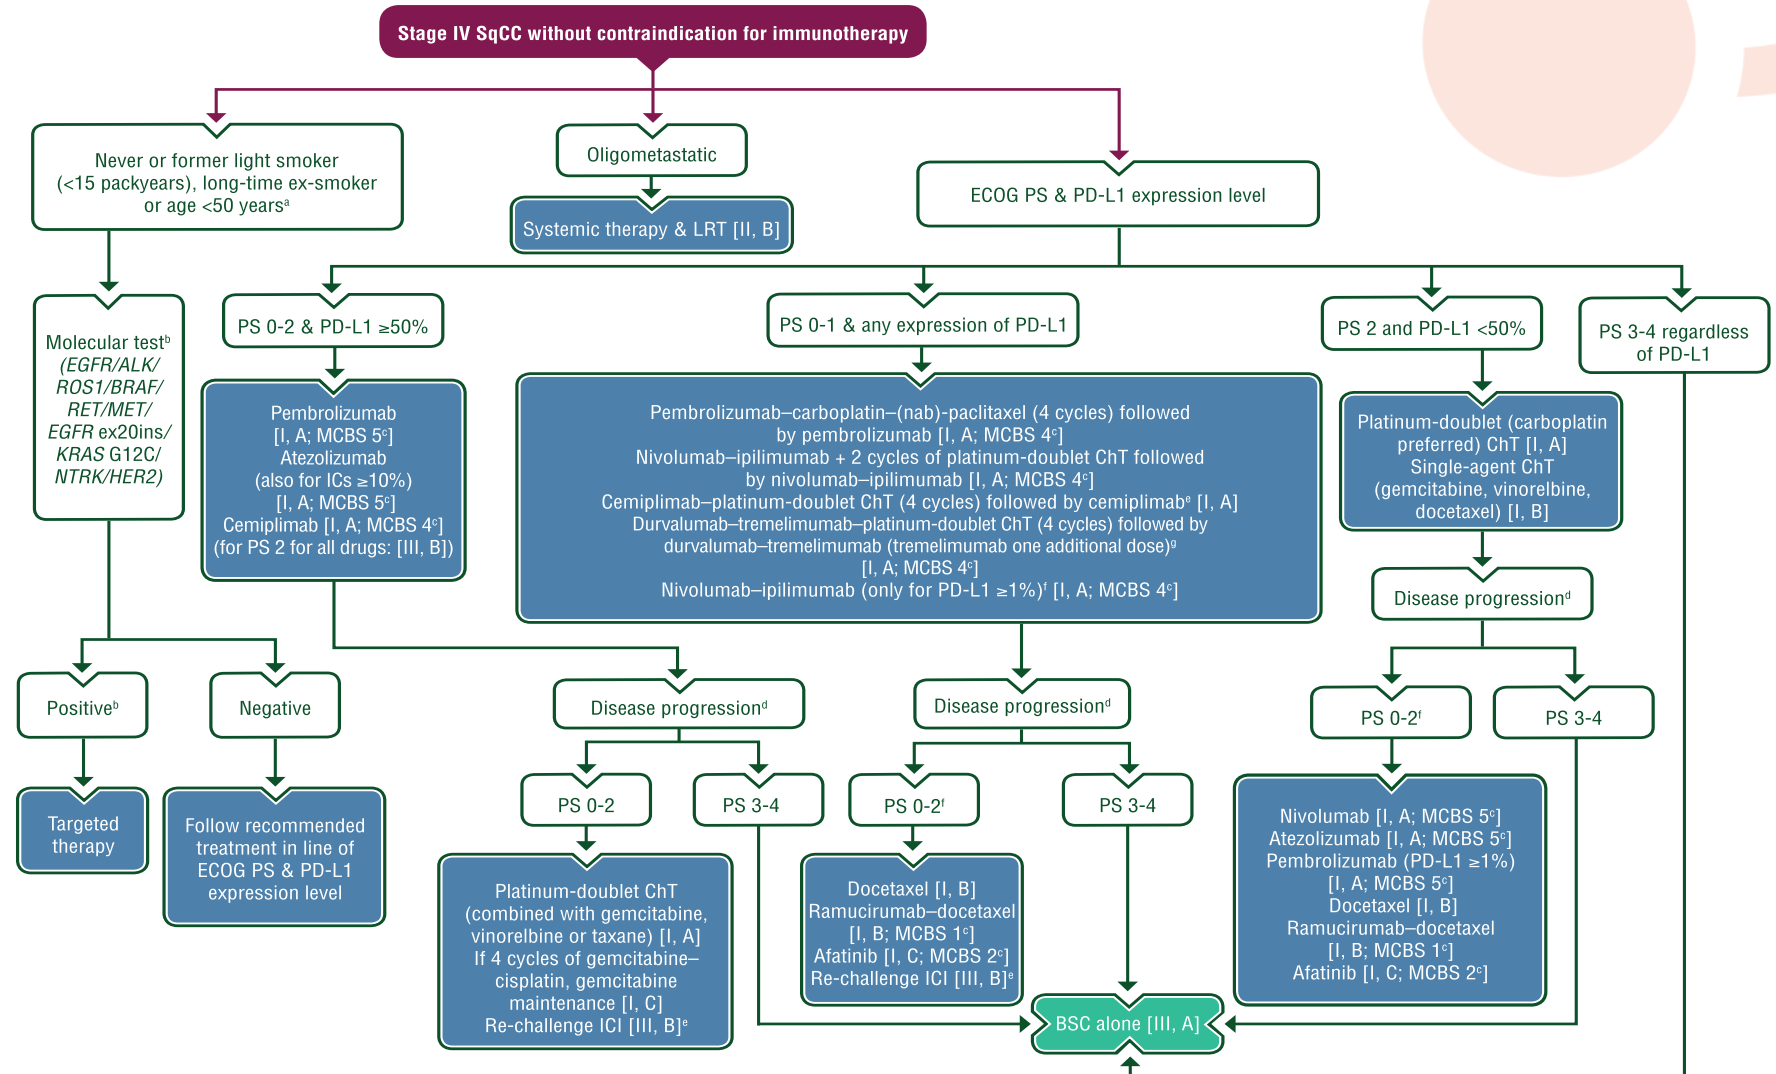 Stage IV SqCC without contraindication for immunotherapy
Never or former light smoker
(<15 packyears), long-time ex-smoker
or age <50 yearsᵃ
Oligometastatic
Systemic therapy & LRT [II, B]
ECOG PS & PD-L1 expression level
Molecular testᵇ
(EGFR/ALK/
ROS1/BRAF/
RET/MET/
EGFR ex20ins/
KRAS G12C/
NTRK/HER2)
PS 0-2 & PD-L1 ≥50%
PS 0-1 & any expression of PD-L1
PS 2 and PD-L1 <50%
PS 3-4 regardless
of PD-L1
Pembrolizumab
[I, A; MCBS 5ᶜ]
Atezolizumab
(also for ICs ≥10%)
[I, A; MCBS 5ᶜ]
Cemiplimab [I, A; MCBS 4ᶜ]
(for PS 2 for all drugs: [III, B])
Pembrolizumab–carboplatin–(nab)-paclitaxel (4 cycles) followed
by pembrolizumab [I, A; MCBS 4ᶜ]
Nivolumab–ipilimumab + 2 cycles of platinum-doublet ChT followed
by nivolumab–ipilimumab [I, A; MCBS 4ᶜ]
Cemiplimab–platinum-doublet ChT (4 cycles) followed by cemiplimabᵉ [I, A]
Durvalumab–tremelimumab–platinum-doublet ChT (4 cycles) followed by
durvalumab–tremelimumab (tremelimumab one additional dose)ᵍ
[I, A; MCBS 4ᶜ]
Nivolumab–ipilimumab (only for PD-L1 ≥1%)ᶠ [I, A; MCBS 4ᶜ]
Platinum-doublet (carboplatin
preferred) ChT [I, A]
Single-agent ChT
(gemcitabine, vinorelbine,
docetaxel) [I, B]
Disease progressionᵈ
Positiveᵇ
Negative
Disease progressionᵈ
Disease progressionᵈ
PS 0-2ᶠ
PS 3-4
Targeted
therapy
Follow recommended
treatment in line of
ECOG PS & PD-L1
expression level
PS 0-2
PS 3-4
PS 0-2ᶠ
PS 3-4
Platinum-doublet ChT
(combined with gemcitabine,
vinorelbine or taxane) [I, A]
If 4 cycles of gemcitabine–
cisplatin, gemcitabine
maintenance [I, C]
Re-challenge ICI [III, B]ᵉ
Docetaxel [I, B]
Ramucirumab–docetaxel
[I, B; MCBS 1ᶜ]
Afatinib [I, C; MCBS 2ᶜ]
Re-challenge ICI [III, B]ᵉ
Nivolumab [I, A; MCBS 5ᶜ]
Atezolizumab [I, A; MCBS 5ᶜ]
Pembrolizumab (PD-L1 ≥1%)
[I, A; MCBS 5ᶜ]
Docetaxel [I, B]
Ramucirumab–docetaxel
[I, B; MCBS 1ᶜ]
Afatinib [I, C; MCBS 2ᶜ]
BSC alone [III, A]